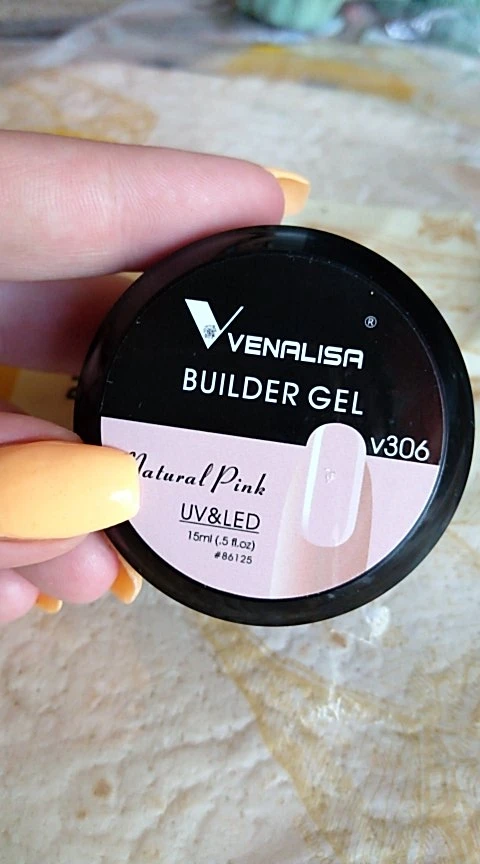 ®
VENALISA
BUILDER GEL
v306
Natural Pink
UV&LED
15ml (.5 fl.oz)
#86125